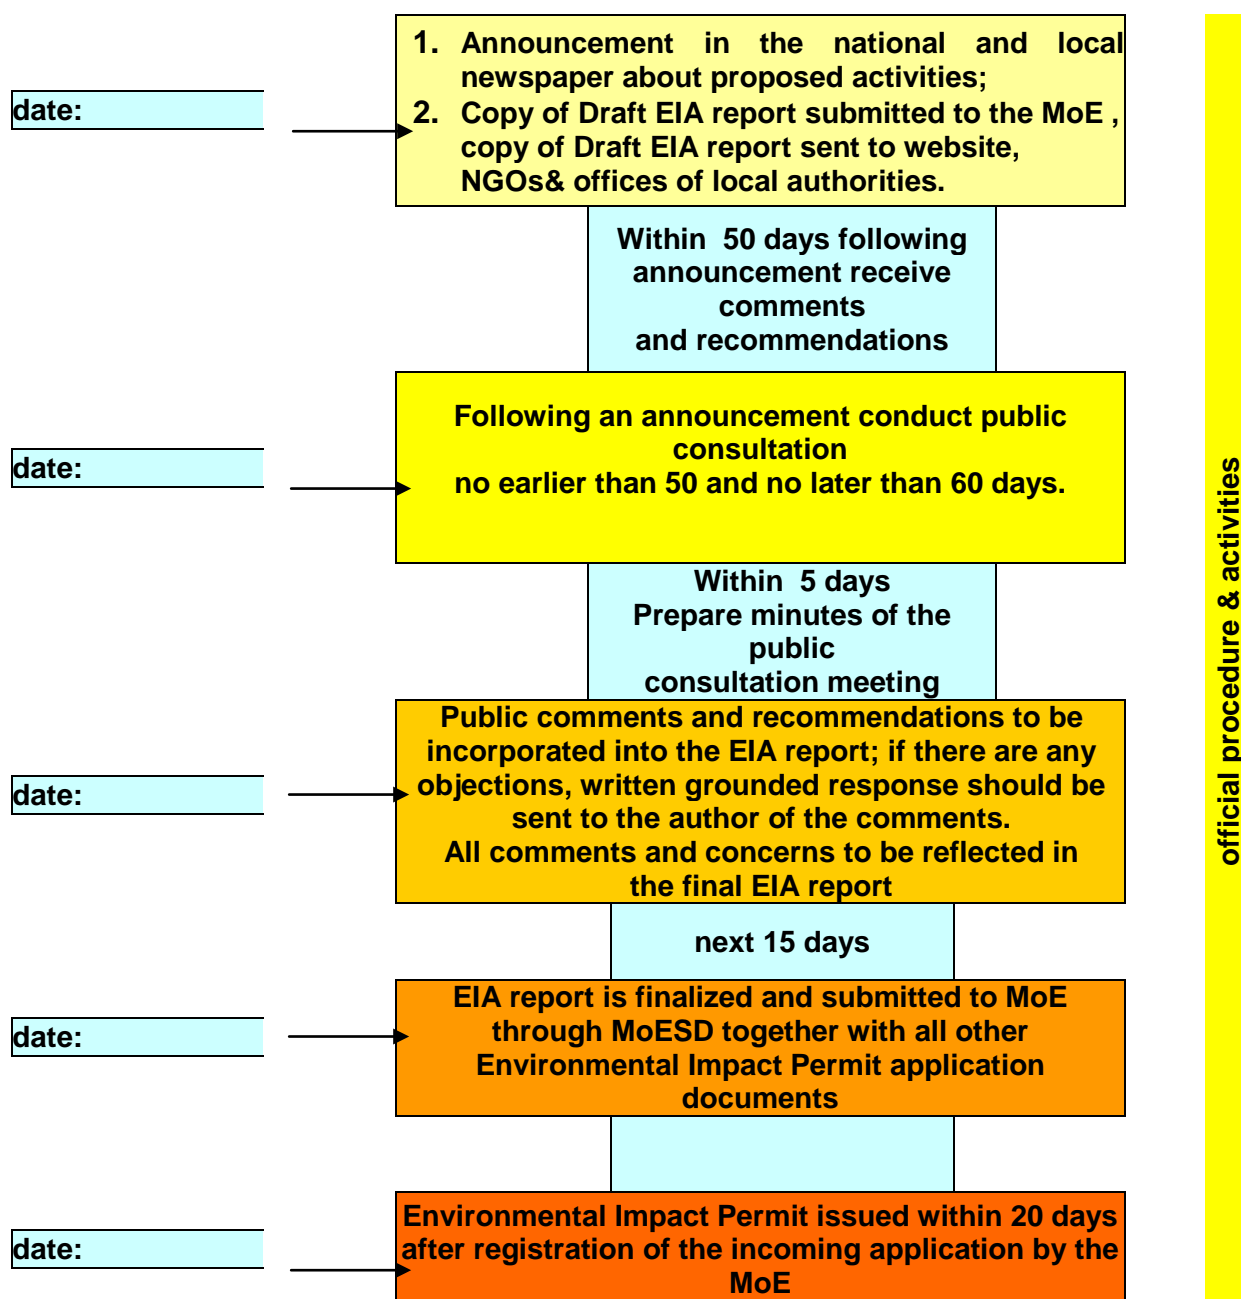 1. Announcement in the national and local
newspaper about proposed activities;
date:
2. Copy of Draft EIA report submitted to the MoE ,
copy of Draft EIA report sent to website,
NGOs& offices of local authorities.
Within 50 days following
announcement receive
comments
and recommendations
Following an announcement conduct public
consultation
date:
no earlier than 50 and no later than 60 days.
Within 5 days
Prepare minutes of the
public
consultation meeting
Public comments and recommendations to be
incorporated into the EIA report; if there are any
date:
objections, written grounded response should be
sent to the author of the comments.
All comments and concerns to be reflected in
the final EIA report
next 15 days
EIA report is finalized and submitted to MoE
date:
through MoESD together with all other
Environmental Impact Permit application
documents
Environmental Impact Permit issued within 20 days
date:
after registration of the incoming application by the
MoE
official procedure & activities